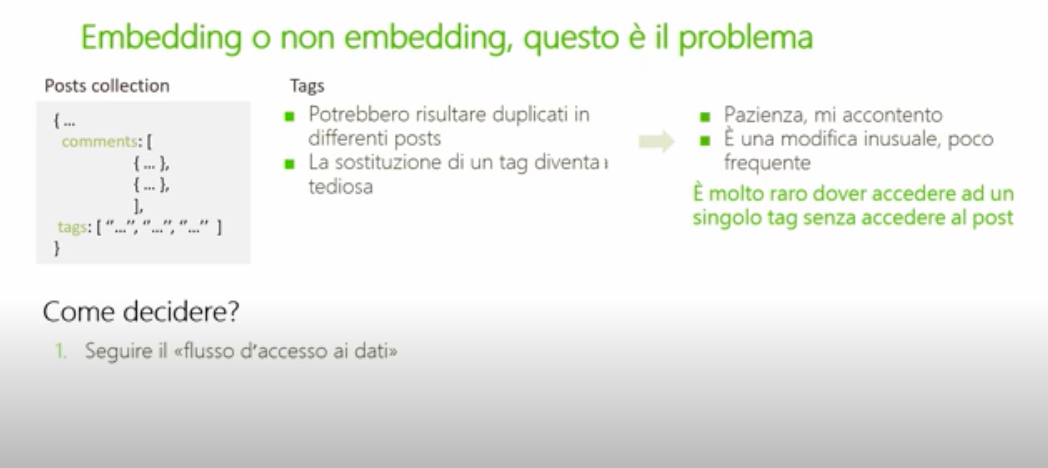 Embedding o non embedding, questo è il problema
Posts collection
{ ...
comments: [
{ ... },
{ ... },
],
tags: [ “...”, “...”, “...” ]
}
Tags
Potrebbero risultare duplicati in
differenti posts
La sostituzione di un tag diventa
tediosa
Pazienza, mi accontento
È una modifica inusuale, poco
frequente
È molto raro dover accedere ad un
singolo tag senza accedere al post
Come decidere?
1. Seguire il «flusso d’accesso ai dati»